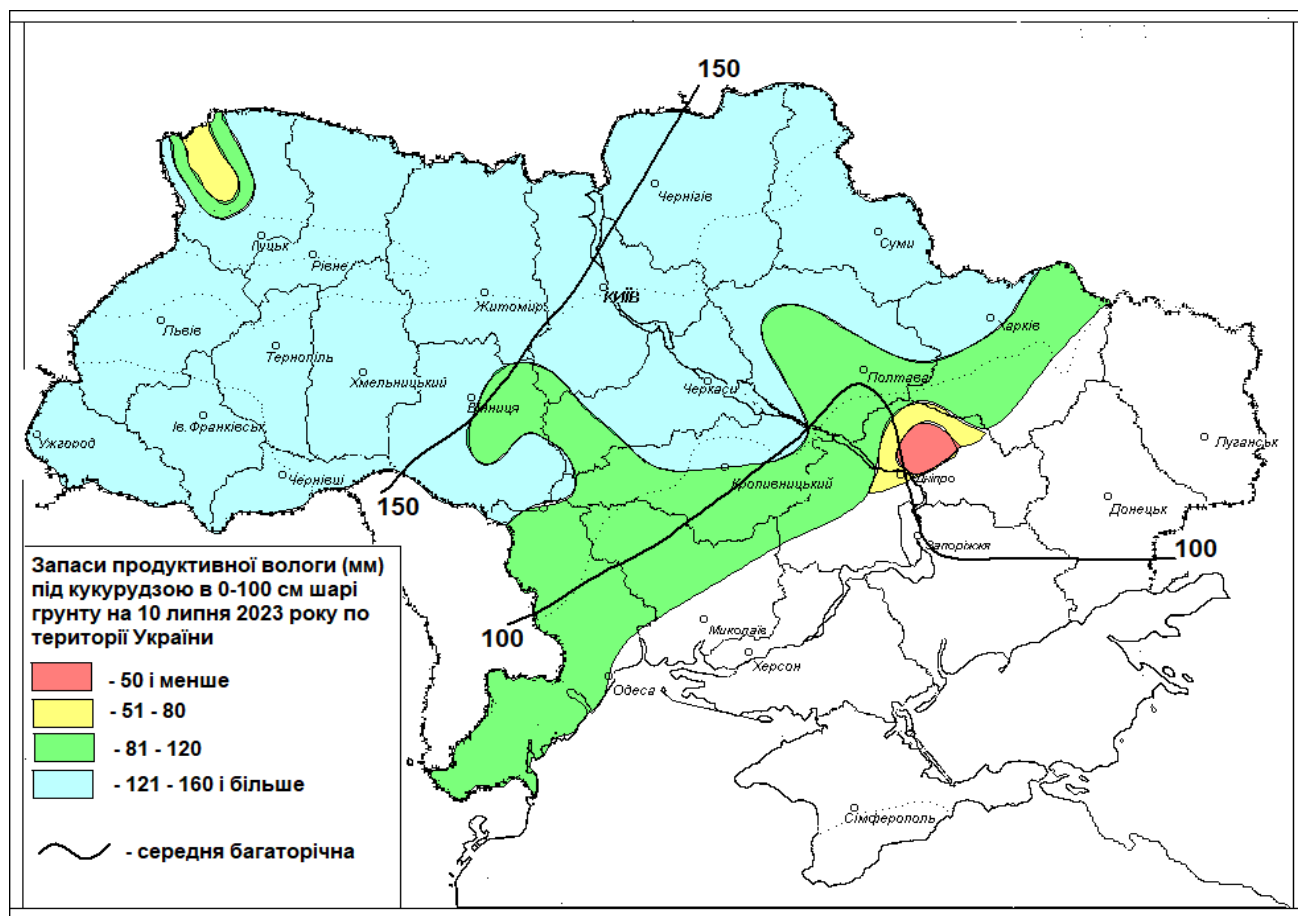 150
Чернігів
Суми
Луцьк
Рівне
Житомир
КИЇВ
Харків
Львів
Тернопіль
Хмельницький
Черкаси
Полтава
Вінниця
Ів. Франківськ
Ужгород
Луганськ
Чернівці
Кропивницький
Дніпро
150
Донецьк
Запоріжжя
100
100
Миколаїв
Херсон
Одеса
Сімферополь
Запаси продуктивної вологи (мм)
під кукурудзою в 0-100 см шарі
грунту на 10 липня 2023 року по
території України
- 50 і менше
- 51 - 80
- 81 - 120
- 121 - 160 і більше
- середня багаторічна